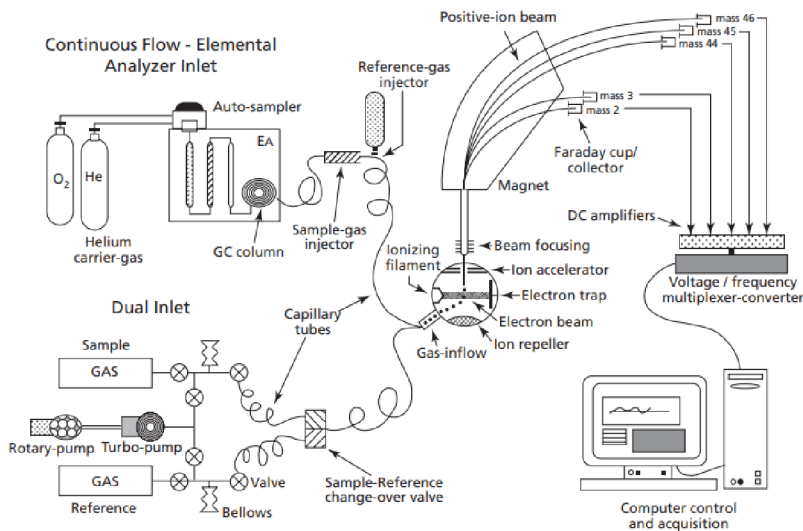 Continuous Flow - Elemental
Analyzer Inlet
Auto-sampler
EA
O2
He
Helium
carrier-gas
GC column
Reference-gas
injector
Sample-gas
injector
Positive-ion beam
mass 46
mass 45
mass 44
mass 3
mass 2
Faraday cup/
collector
Magnet
DC amplifiers
Voltage / frequency
multiplexer-converter
Beam focusing
Ionizing
filament
Ion accelerator
Electron trap
Electron beam
Ion repeller
Gas-inflow
Capillary
tubes
Dual Inlet
Sample
GAS
Rotary-pump
Turbo-pump
GAS
Reference
Valve
Bellows
Sample-Reference
change-over valve
Computer control
and acquisition